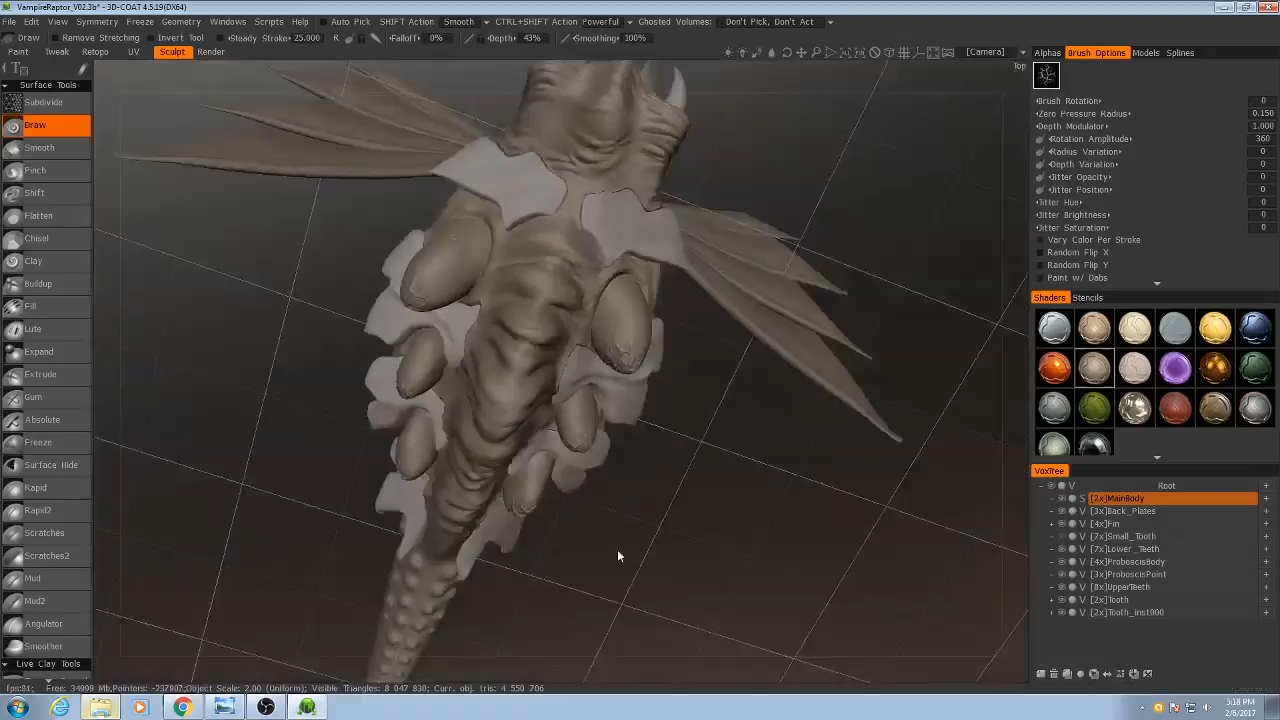 VampireRaptor_V02.3b* - 3D-COAT 4.5.19(DX64)
File Edit View Symmetry Freeze Geometry Windows Scripts Help Auto Pick SHIFT Action Smooth CTRL+SHIFT Action Powerful Ghosted Volumes: Don't Pick, Don't Act
Draw Remove Stretching Invert Tool Steady Stroke 25.000 R Falloff 0% Depth 43% Smoothing 100%
Paint Tweak Retopo UV Sculpt Render [Camera]
Alphas Brush Options Models Splines
Top
Surface Tools
Subdivide
Draw
Smooth
Pinch
Shift
Flatten
Chisel
Clay
Buildup
Fill
Lute
Expand
Extrude
Gum
Absolute
Freeze
Surface Hide
Rapid
Rapid2
Scratches
Scratches2
Mud
Mud2
Angulator
Smoother
Live Clay Tools
Brush Rotation 0
Zero Pressure Radius 0.150
Depth Modulator 1.000
Rotation Amplitude 360
Radius Variation 0
Depth Variation 0
Jitter Opacity 0
Jitter Position 0
Jitter Hue 0
Jitter Brightness 0
Jitter Saturation 0
Vary Color Per Stroke
Random Flip X
Random Flip Y
Paint w/ Dabs
Shaders Stencils
VoxTree
V Root +
S [2x]MainBody +
V [3x]Back_Plates +
V [4x]Fin +
V [7x]Small_Tooth +
V [7x]Lower_Teeth +
V [4x]ProboscisBody +
V [3x]ProboscisPoint +
V [8x]UpperTeeth +
V [2x]Tooth +
V [2x]Tooth_inst000 +
fps:81; Free: 34999 Mb,Pointers: -237997;Object Scale: 2.00 (Uniform); Visible Triangles: 8 047 830; Curr. obj. tris: 4 550 706
5:18 PM
2/6/2017